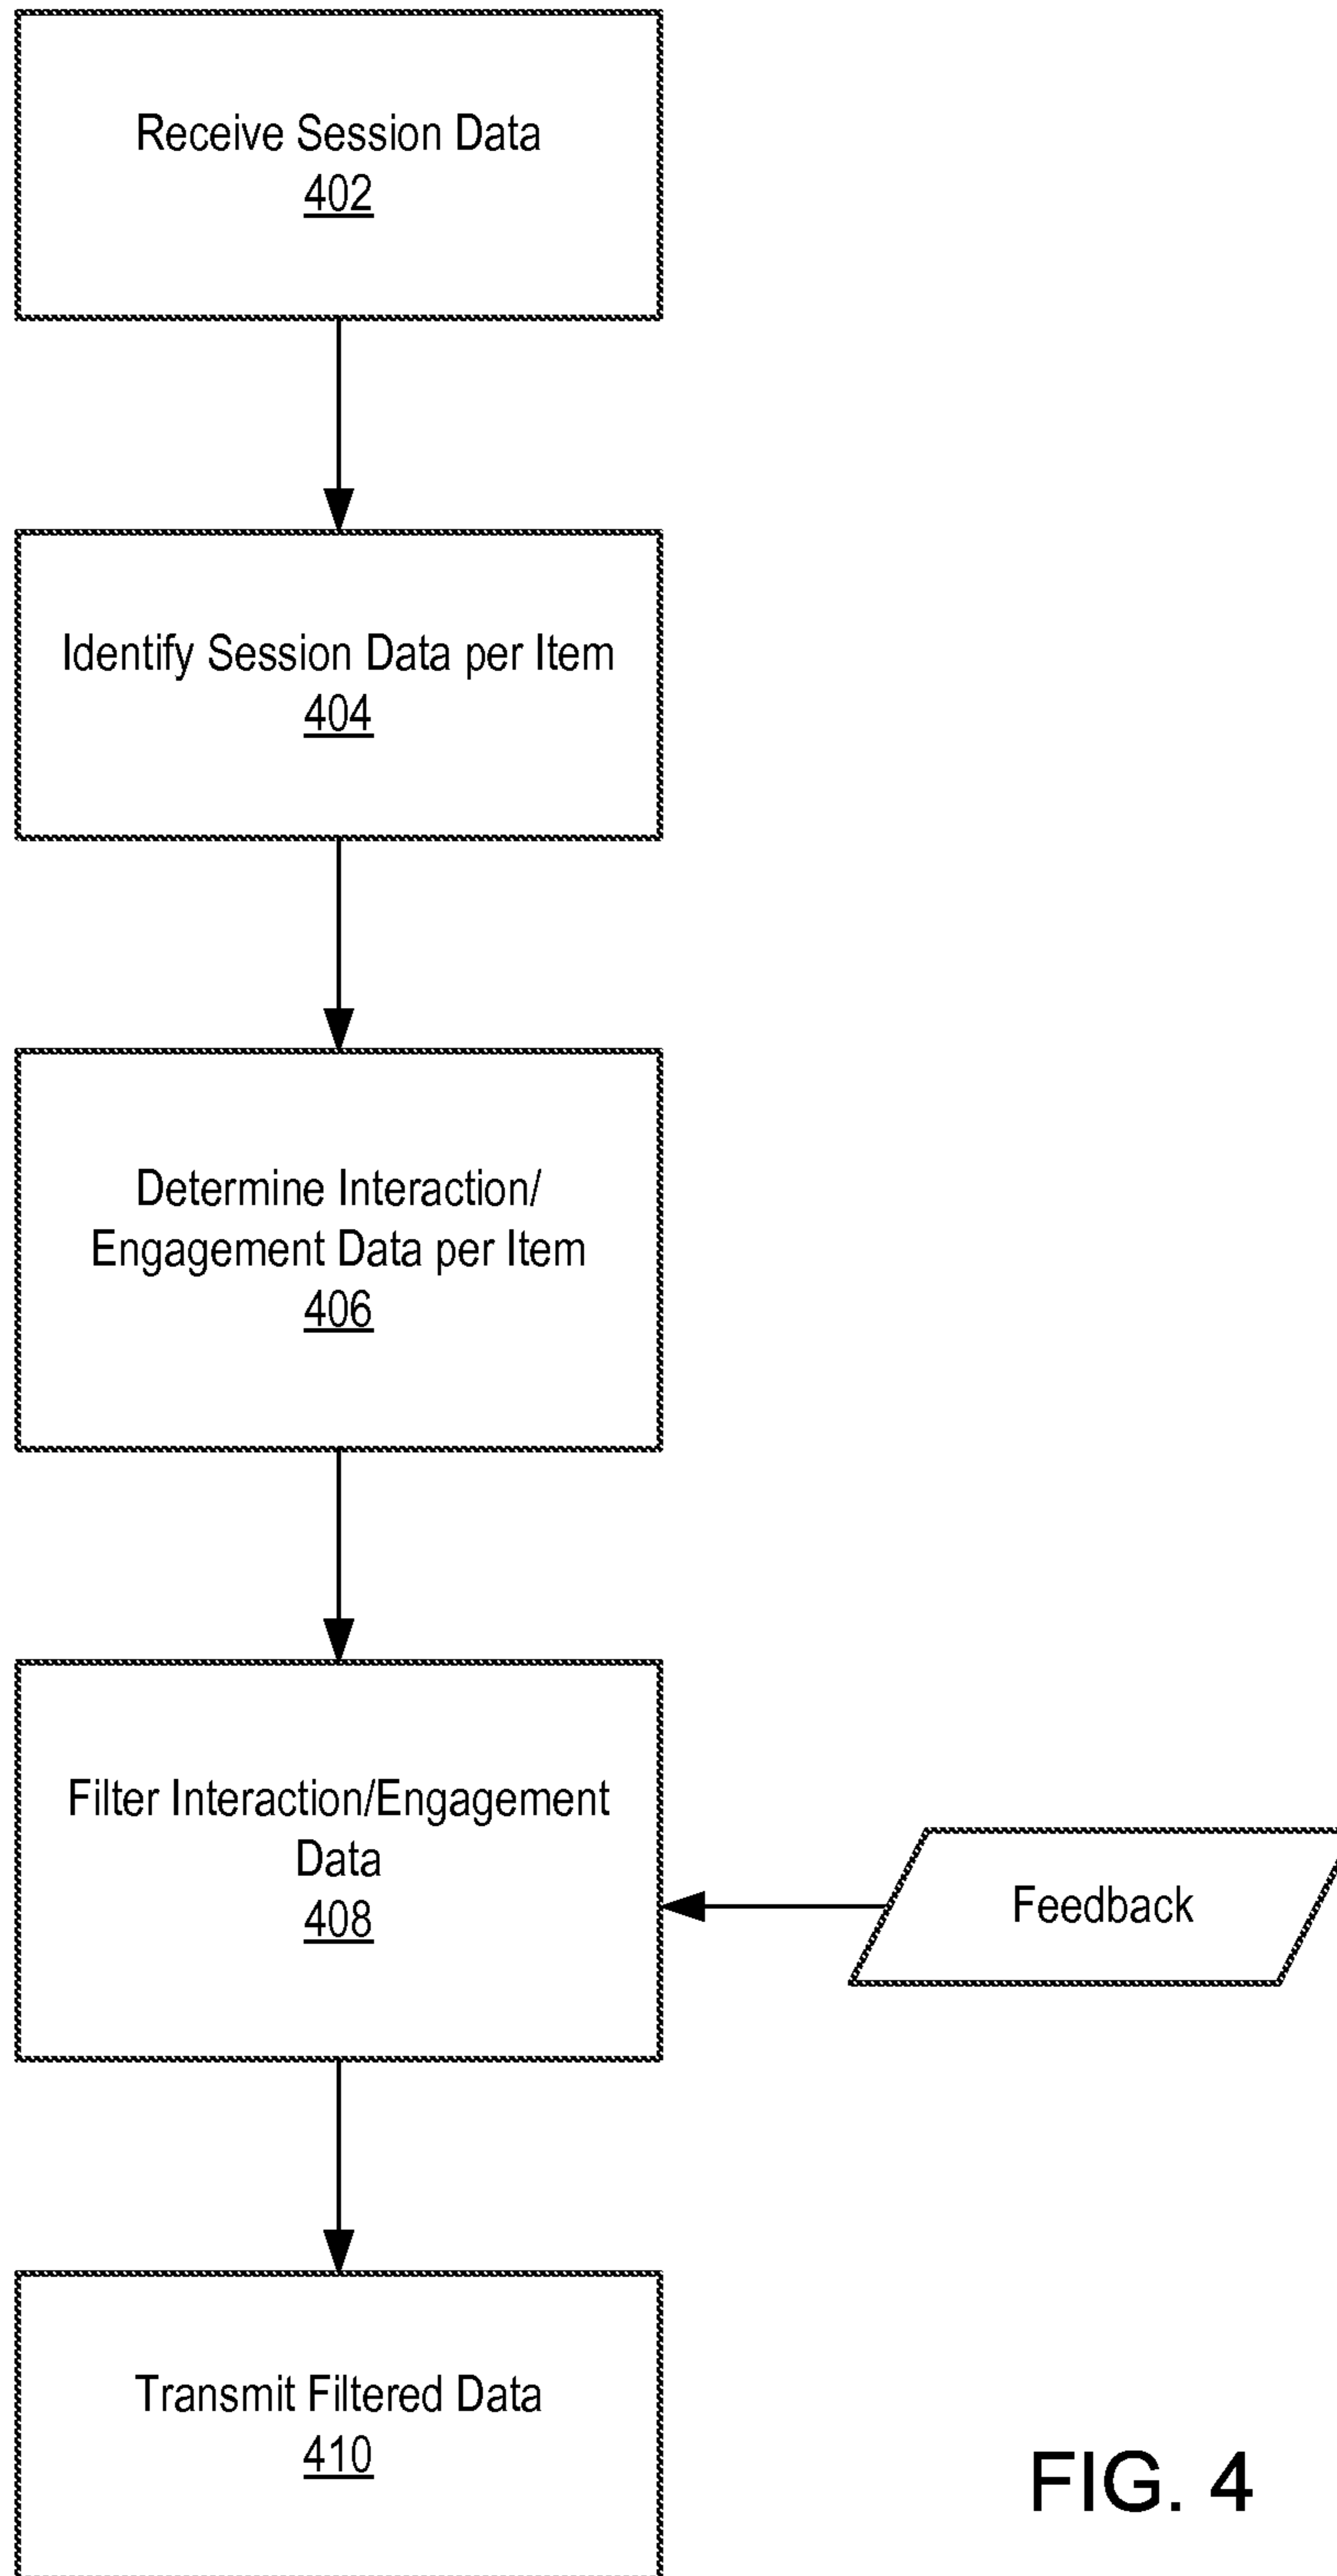 Receive Session Data
402
Identify Session Data per Item
404
Determine Interaction/
Engagement Data per Item
406
Filter Interaction/Engagement
Data
408
Feedback
Transmit Filtered Data
410
FIG. 4